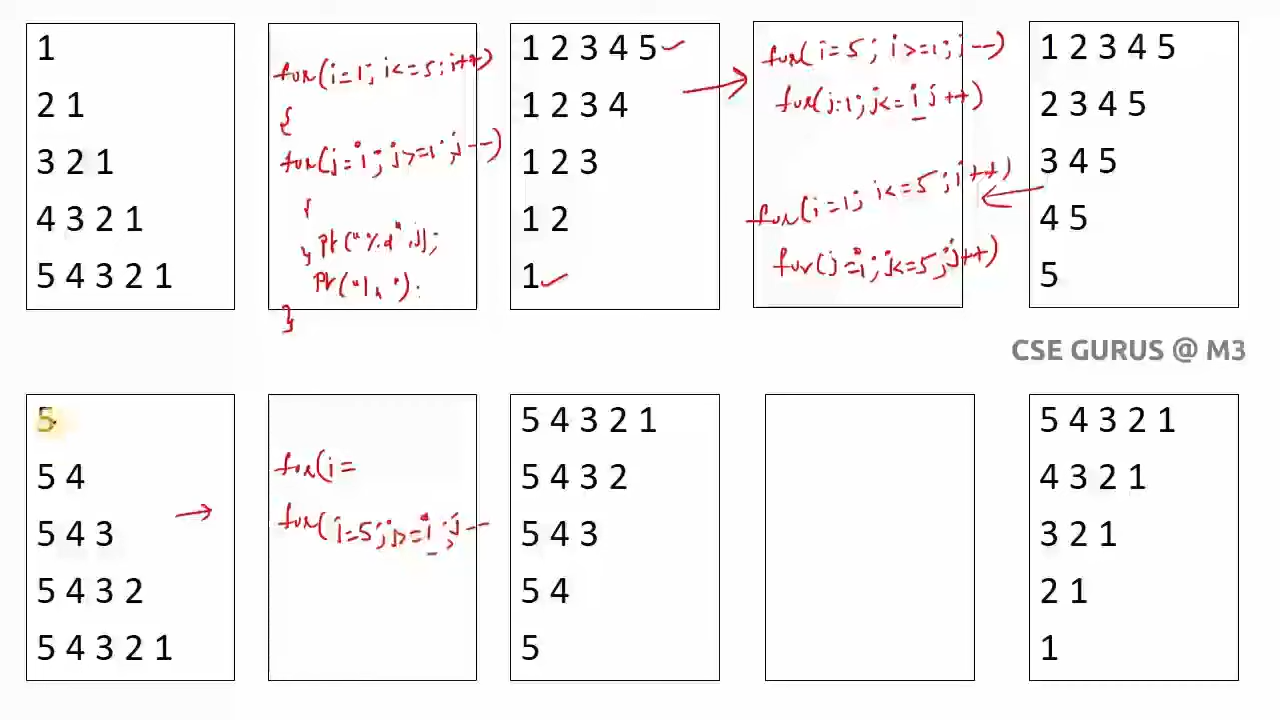 1
2 1
3 2 1
4 3 2 1
5 4 3 2 1
for(i=1; i<=5; i++)
{
for(j=i; j>=1; j--)
{
} pr("%d", j);
pr("\n");
}
1 2 3 4 5
1 2 3 4
1 2 3
1 2
1
for(i=5; i>=1; i--)
for(j=1; j<=i j++)
for(i=1; i<=5; i++)
for(j=i; j<=5; j++)
1 2 3 4 5
2 3 4 5
3 4 5
4 5
5
CSE GURUS @ M3
5
5 4
5 4 3
5 4 3 2
5 4 3 2 1
for(i=
for(j=5; j>=i; j--
5 4 3 2 1
5 4 3 2
5 4 3
5 4
5
5 4 3 2 1
4 3 2 1
3 2 1
2 1
1